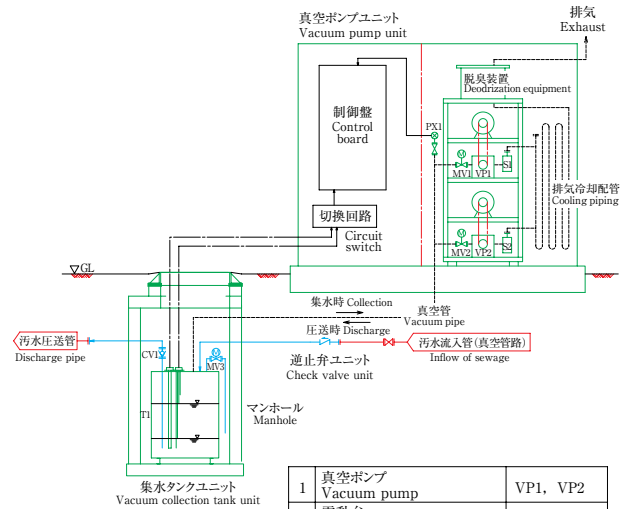 排気
Exhaust
真空ポンプユニット
Vacuum pump unit
脱臭装置
Deodrization equipment
制御盤
Control
board
PX1
M
MV1
VP1
S1
排気冷却配管
Cooling piping
切換回路
Circuit
switch
M
MV2
VP2
S2
GL
集水時 Collection
真空管
Vacuum pipe
圧送時 Discharge
汚水圧送管
Discharge pipe
汚水流入管(真空管路)
Inflow of sewage
CV1
M
MV3
逆止弁ユニット
Check valve unit
T1
マンホール
Manhole
集水タンクユニット
Vacuum collection tank unit
1 真空ポンプ VP1, VP2
Vacuum pump